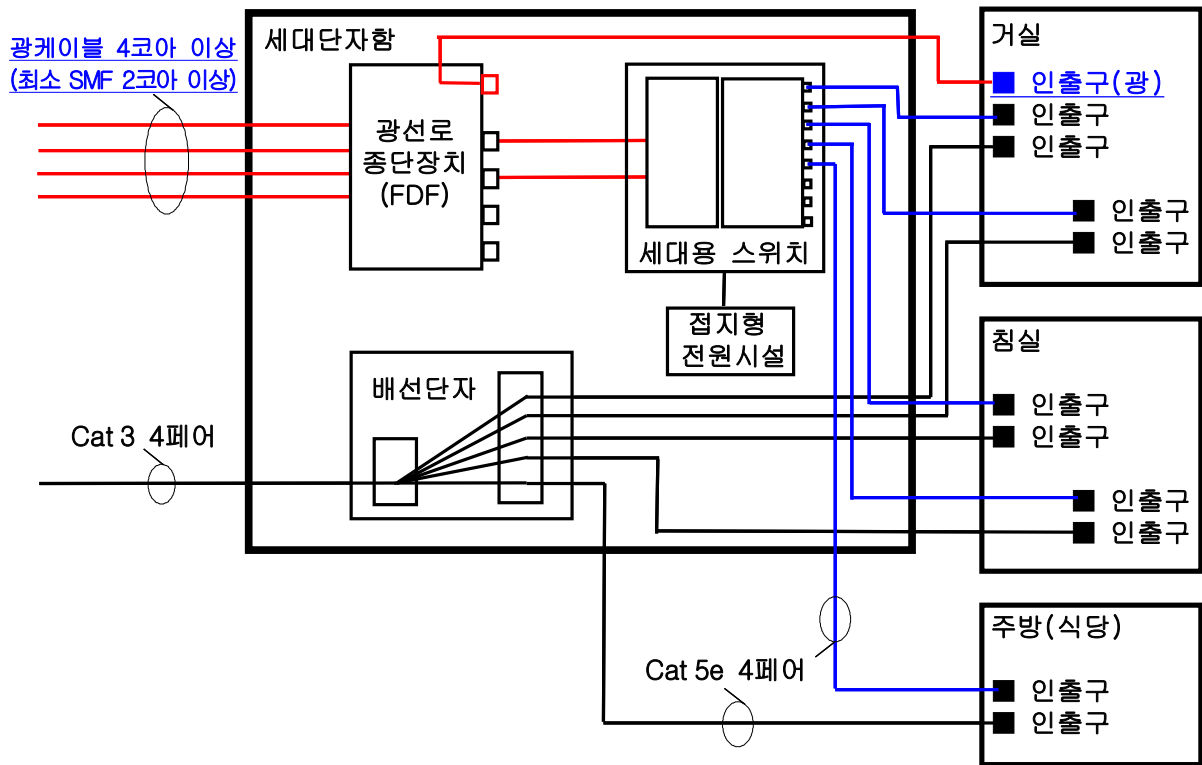 광케이블 4코아 이상
(최소 SMF 2코아 이상)
세대단자함
광선로
종단장치
(FDF)
세대용 스위치
접지형
전원시설
배선단자
Cat 3 4페어
Cat 5e 4페어
거실
인출구(광)
인출구
인출구
인출구
인출구
침실
인출구
인출구
인출구
인출구
주방(식당)
인출구
인출구